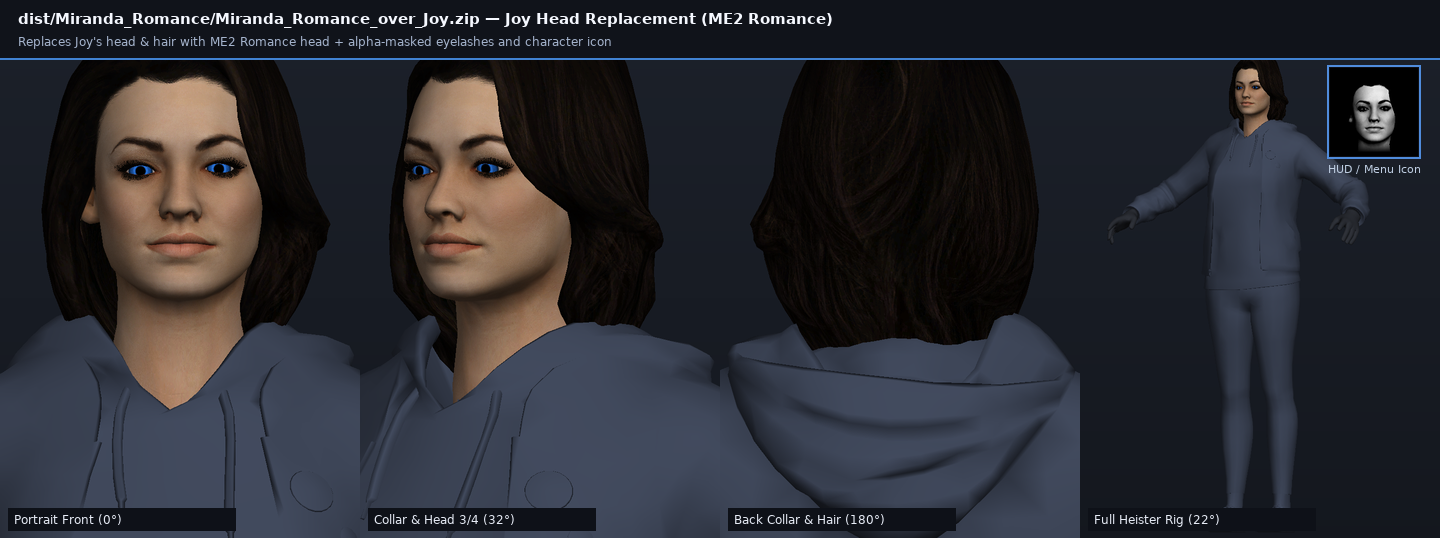 dist/Miranda_Romance/Miranda_Romance_over_Joy.zip — Joy Head Replacement (ME2 Romance)
Replaces Joy's head & hair with ME2 Romance head + alpha-masked eyelashes and character icon
HUD / Menu Icon
Portrait Front (0°)
Collar & Head 3/4 (32°)
Back Collar & Hair (180°)
Full Heister Rig (22°)